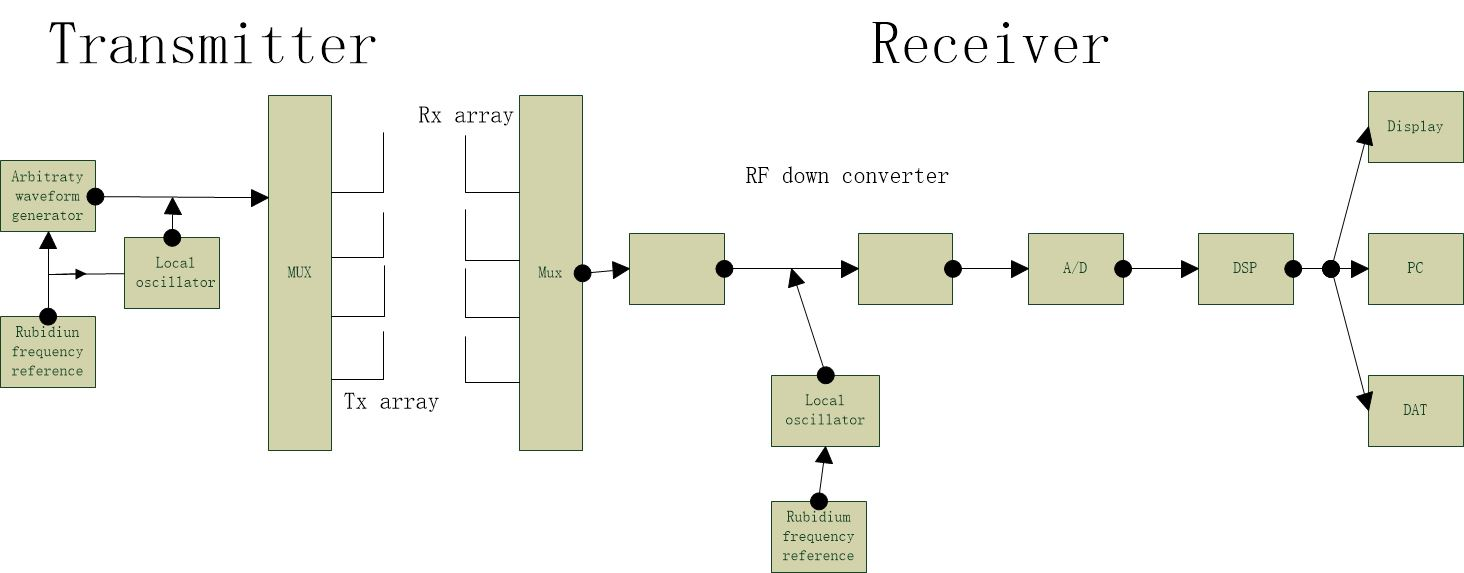 Transmitter
Receiver
Arbitraty
waveform
generator
Local
oscillator
Rubidiun
frequency
reference
MUX
Tx array
Rx array
Mux
RF down converter
Local
oscillator
Rubidium
frequency
reference
A/D
DSP
Display
PC
DAT